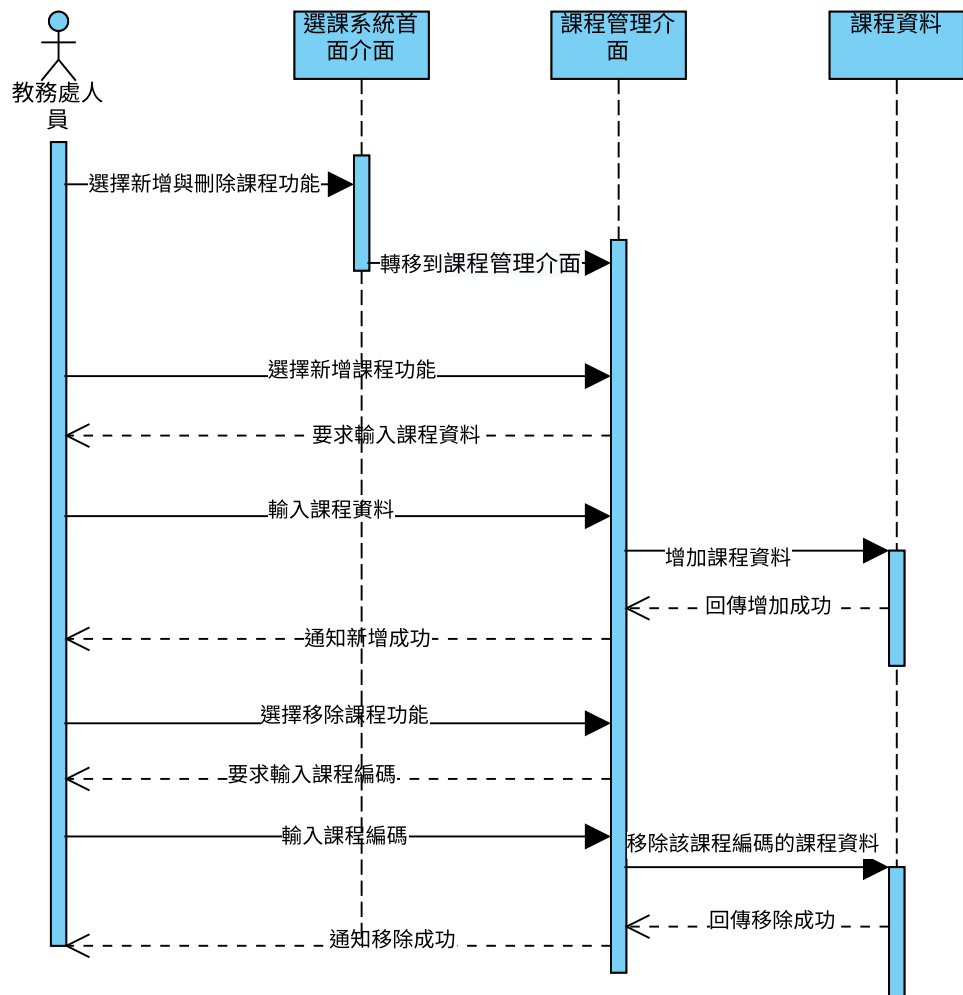 選課系統首
面介面
課程管理介
面
課程資料
教務處人
員
選擇新增與刪除課程功能
轉移到課程管理介面
選擇新增課程功能
要求輸入課程資料
輸入課程資料
增加課程資料
回傳增加成功
通知新增成功
選擇移除課程功能
要求輸入課程編碼
輸入課程編碼
移除該課程編碼的課程資料
回傳移除成功
通知移除成功